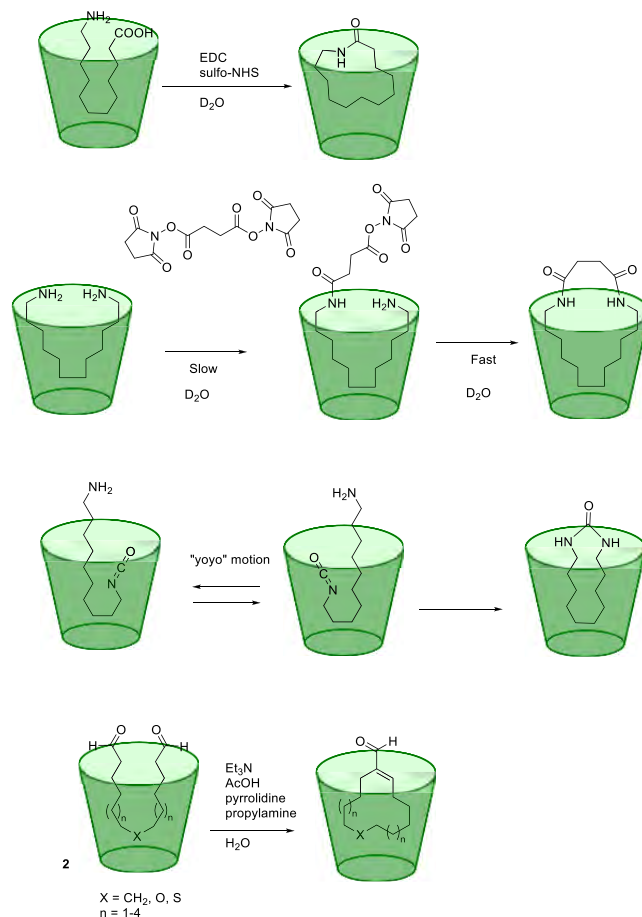 NH2
COOH
EDC
sulfo-NHS
D2O
O
N
H
O
N
O
O
O
O
O
O
N
O
O
N
O
O
O
O
O
NH
H2N
NH2
H2N
Slow
D2O
Fast
D2O
O
O
NH
HN
NH2
O
C
N
"yoyo" motion
H2N
O
C
N
O
HN
NH
O
H
O
H
( )n
( )n
X
2
X = CH2, O, S
n = 1-4
Et3N
AcOH
pyrrolidine
propylamine
H2O
O
H
( )n
X
( )n